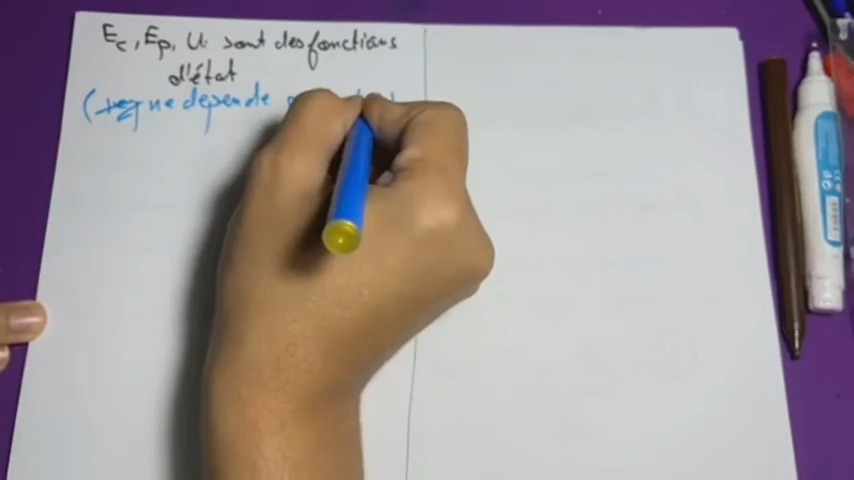 Ec, Ep, U: sont des fonctions
d'état
( ne depende